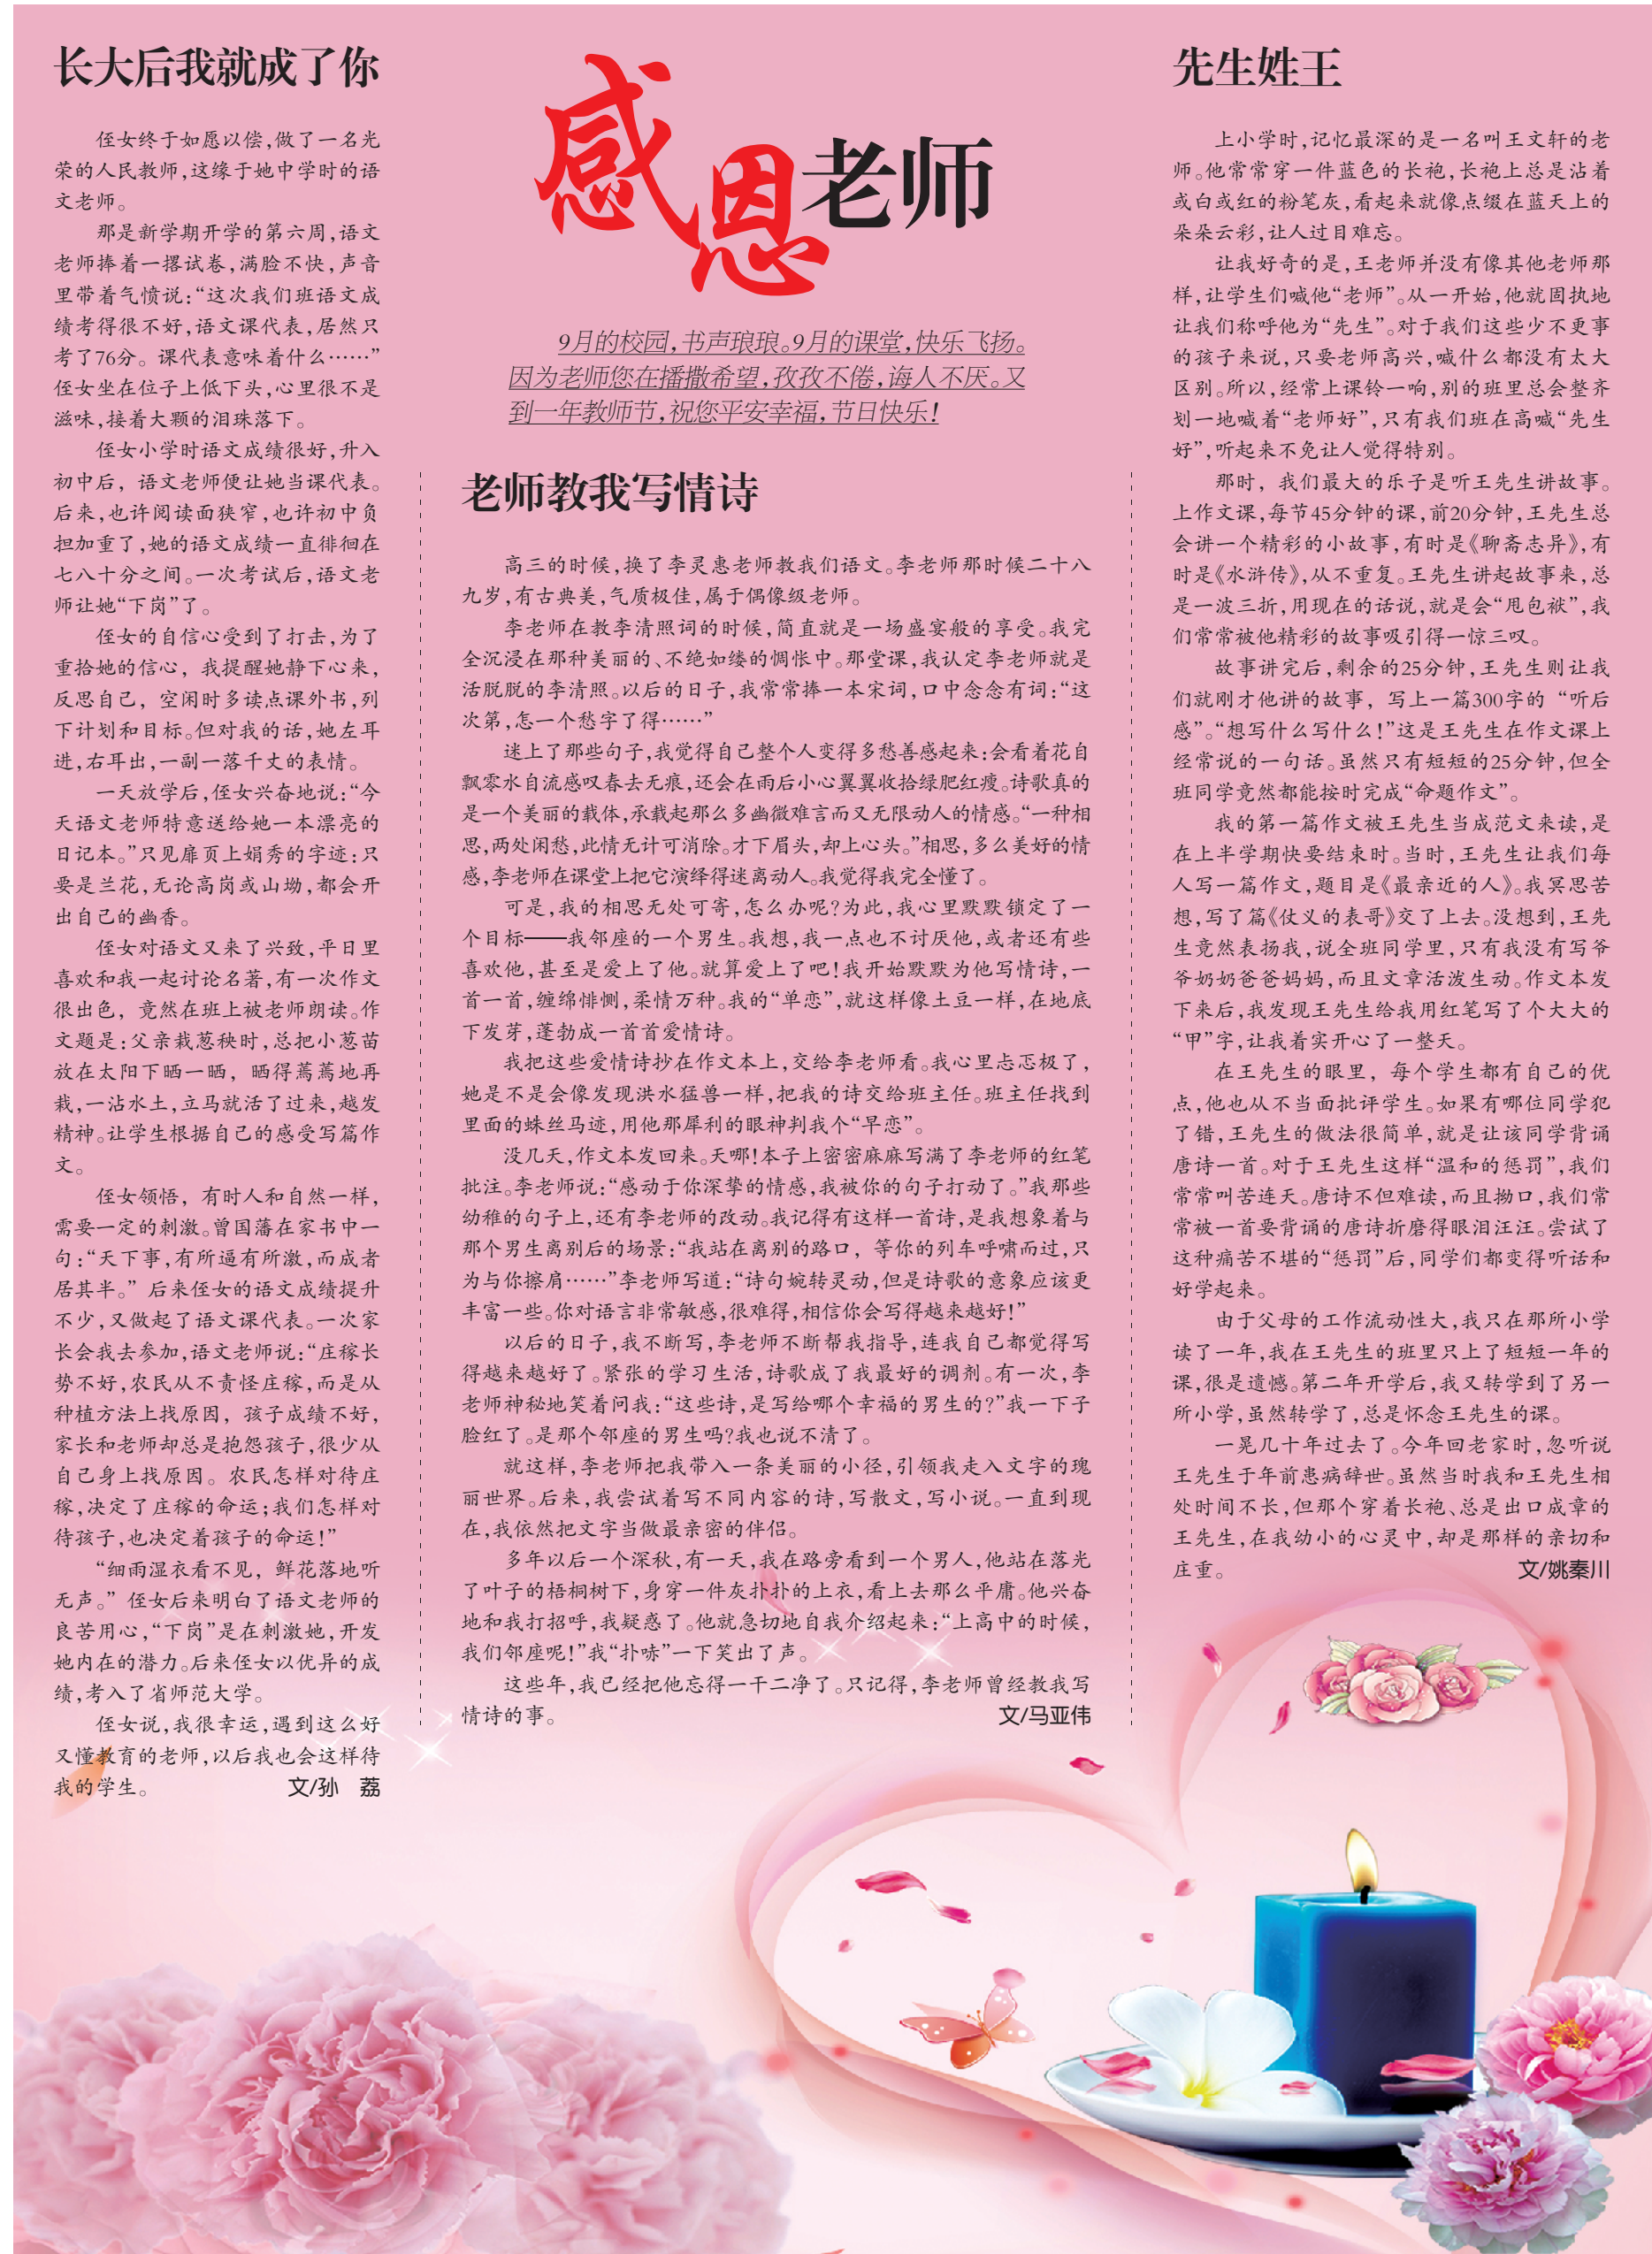 长大后我就成了你
侄女终于如愿以偿,做了一名光
荣的人民教师,这缘于她中学时的语
文老师。
那是新学期开学的第六周,语文
老师捧着一撂试卷,满脸不快,声音
里带着气愤说:“这次我们班语文成
绩考得很不好,语文课代表,居然只
考了76分。课代表意味着什么……”
侄女坐在位子上低下头,心里很不是
滋味,接着大颗的泪珠落下。
侄女小学时语文成绩很好,升入
初中后，语文老师便让她当课代表。
后来,也许阅读面狭窄,也许初中负
担加重了,她的语文成绩一直徘徊在
七八十分之间。一次考试后,语文老
师让她“下岗”了。
侄女的自信心受到了打击,为了
重拾她的信心，我提醒她静下心来，
反思自己，空闲时多读点课外书,列
下计划和目标。但对我的话,她左耳
进,右耳出,一副一落千丈的表情。
一天放学后,侄女兴奋地说:“今
天语文老师特意送给她一本漂亮的
日记本。”只见扉页上娟秀的字迹:只
要是兰花,无论高岗或山坳,都会开
出自己的幽香。
侄女对语文又来了兴致,平日里
喜欢和我一起讨论名著,有一次作文
很出色，竟然在班上被老师朗读。作
文题是:父亲栽葱秧时,总把小葱苗
放在太阳下晒一晒，晒得蔫蔫地再
栽,一沾水土,立马就活了过来,越发
精神。让学生根据自己的感受写篇作
文。
侄女领悟，有时人和自然一样，
需要一定的刺激。曾国藩在家书中一
句:“天下事,有所逼有所激,而成者
居其半。”后来侄女的语文成绩提升
不少,又做起了语文课代表。一次家
长会我去参加,语文老师说:“庄稼长
势不好,农民从不责怪庄稼,而是从
种植方法上找原因，孩子成绩不好，
家长和老师却总是抱怨孩子,很少从
自己身上找原因。农民怎样对待庄
稼,决定了庄稼的命运;我们怎样对
待孩子,也决定着孩子的命运!”
“细雨湿衣看不见，鲜花落地听
无声。”侄女后来明白了语文老师的
良苦用心,“下岗”是在刺激她,开发
她内在的潜力。后来侄女以优异的成
绩,考入了省师范大学。
侄女说,我很幸运,遇到这么好
又懂教育的老师,以后我也会这样待
我的学生。 文/孙　荔
感恩老师
9月的校园,书声琅琅。9月的课堂,快乐飞扬。
因为老师您在播撒希望,孜孜不倦,诲人不厌。又
到一年教师节,祝您平安幸福,节日快乐!
老师教我写情诗
高三的时候,换了李灵惠老师教我们语文。李老师那时候二十八
九岁,有古典美,气质极佳,属于偶像级老师。
李老师在教李清照词的时候,简直就是一场盛宴般的享受。我完
全沉浸在那种美丽的、不绝如缕的惆怅中。那堂课,我认定李老师就是
活脱脱的李清照。以后的日子,我常常捧一本宋词,口中念念有词:“这
次第,怎一个愁字了得……”
迷上了那些句子,我觉得自己整个人变得多愁善感起来:会看着花自
飘零水自流感叹春去无痕,还会在雨后小心翼翼收拾绿肥红瘦。诗歌真的
是一个美丽的载体,承载起那么多幽微难言而又无限动人的情感。“一种相
思,两处闲愁,此情无计可消除。才下眉头,却上心头。”相思,多么美好的情
感,李老师在课堂上把它演绎得迷离动人。我觉得我完全懂了。
可是,我的相思无处可寄,怎么办呢?为此,我心里默默锁定了一
个目标——我邻座的一个男生。我想,我一点也不讨厌他,或者还有些
喜欢他,甚至是爱上了他。就算爱上了吧!我开始默默为他写情诗,一
首一首,缠绵悱恻,柔情万种。我的“单恋”,就这样像土豆一样,在地底
下发芽,蓬勃成一首首爱情诗。
我把这些爱情诗抄在作文本上,交给李老师看。我心里忐忑极了，
她是不是会像发现洪水猛兽一样,把我的诗交给班主任。班主任找到
里面的蛛丝马迹,用他那犀利的眼神判我个“早恋”。
没几天,作文本发回来。天哪!本子上密密麻麻写满了李老师的红笔
批注。李老师说:“感动于你深挚的情感,我被你的句子打动了。”我那些
幼稚的句子上,还有李老师的改动。我记得有这样一首诗,是我想象着与
那个男生离别后的场景:“我站在离别的路口，等你的列车呼啸而过,只
为与你擦肩……”李老师写道:“诗句婉转灵动,但是诗歌的意象应该更
丰富一些。你对语言非常敏感,很难得,相信你会写得越来越好!”
以后的日子,我不断写,李老师不断帮我指导,连我自己都觉得写
得越来越好了。紧张的学习生活,诗歌成了我最好的调剂。有一次,李
老师神秘地笑着问我:“这些诗,是写给哪个幸福的男生的?”我一下子
脸红了。是那个邻座的男生吗?我也说不清了。
就这样,李老师把我带入一条美丽的小径,引领我走入文字的瑰
丽世界。后来,我尝试着写不同内容的诗,写散文,写小说。一直到现
在,我依然把文字当做最亲密的伴侣。
多年以后一个深秋,有一天,我在路旁看到一个男人,他站在落光
了叶子的梧桐树下,身穿一件灰扑扑的上衣,看上去那么平庸。他兴奋
地和我打招呼,我疑惑了。他就急切地自我介绍起来:“上高中的时候，
我们邻座呢!”我“扑哧”一下笑出了声。
这些年,我已经把他忘得一干二净了。只记得,李老师曾经教我写
情诗的事。 文/马亚伟
先生姓王
上小学时,记忆最深的是一名叫王文轩的老
师。他常常穿一件蓝色的长袍,长袍上总是沾着
或白或红的粉笔灰,看起来就像点缀在蓝天上的
朵朵云彩,让人过目难忘。
让我好奇的是,王老师并没有像其他老师那
样,让学生们喊他“老师”。从一开始,他就固执地
让我们称呼他为“先生”。对于我们这些少不更事
的孩子来说,只要老师高兴,喊什么都没有太大
区别。所以,经常上课铃一响,别的班里总会整齐
划一地喊着“老师好”,只有我们班在高喊“先生
好”,听起来不免让人觉得特别。
那时，我们最大的乐子是听王先生讲故事。
上作文课,每节45分钟的课,前20分钟,王先生总
会讲一个精彩的小故事,有时是《聊斋志异》,有
时是《水浒传》,从不重复。王先生讲起故事来,总
是一波三折,用现在的话说,就是会“甩包袱”,我
们常常被他精彩的故事吸引得一惊三叹。
故事讲完后,剩余的25分钟,王先生则让我
们就刚才他讲的故事，写上一篇300字的“听后
感”。“想写什么写什么!”这是王先生在作文课上
经常说的一句话。虽然只有短短的25分钟,但全
班同学竟然都能按时完成“命题作文”。
我的第一篇作文被王先生当成范文来读,是
在上半学期快要结束时。当时,王先生让我们每
人写一篇作文,题目是《最亲近的人》。我冥思苦
想,写了篇《仗义的表哥》交了上去。没想到,王先
生竟然表扬我,说全班同学里,只有我没有写爷
爷奶奶爸爸妈妈,而且文章活泼生动。作文本发
下来后,我发现王先生给我用红笔写了个大大的
“甲”字,让我着实开心了一整天。
在王先生的眼里，每个学生都有自己的优
点,他也从不当面批评学生。如果有哪位同学犯
了错,王先生的做法很简单,就是让该同学背诵
唐诗一首。对于王先生这样“温和的惩罚”,我们
常常叫苦连天。唐诗不但难读,而且拗口,我们常
常被一首要背诵的唐诗折磨得眼泪汪汪。尝试了
这种痛苦不堪的“惩罚”后,同学们都变得听话和
好学起来。
由于父母的工作流动性大,我只在那所小学
读了一年,我在王先生的班里只上了短短一年的
课,很是遗憾。第二年开学后,我又转学到了另一
所小学,虽然转学了,总是怀念王先生的课。
一晃几十年过去了。今年回老家时,忽听说
王先生于年前患病辞世。虽然当时我和王先生相
处时间不长,但那个穿着长袍、总是出口成章的
王先生,在我幼小的心灵中,却是那样的亲切和
庄重。 文/姚秦川